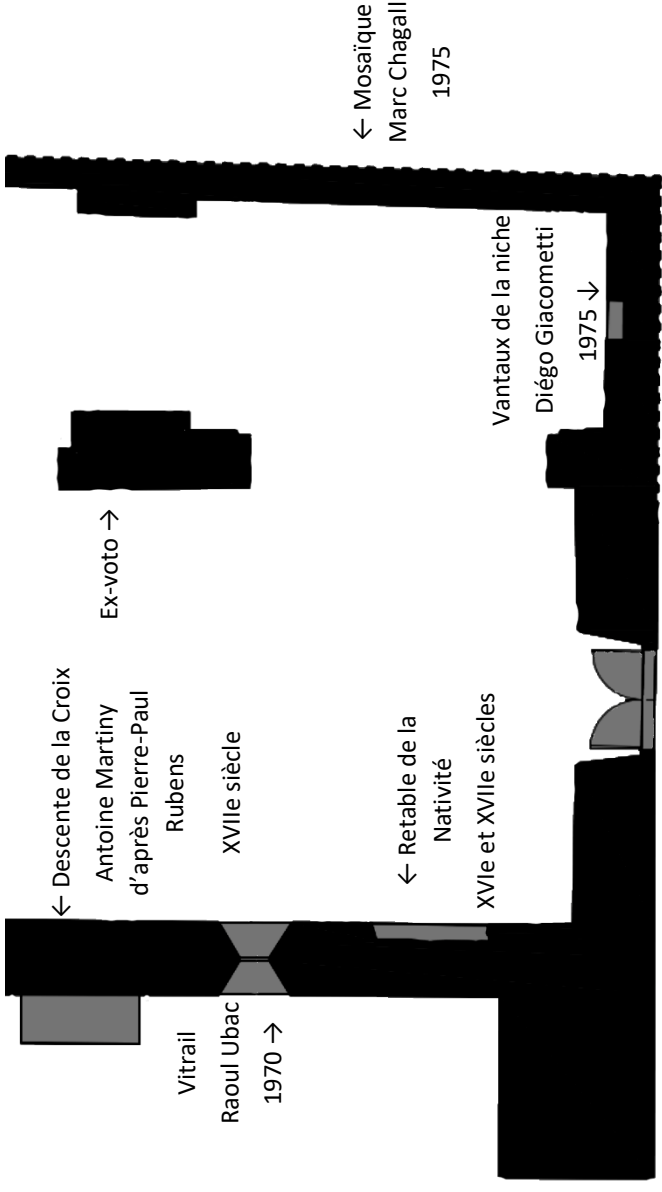 ← Mosaïque
Marc Chagall
1975
Vantaux de la niche
Diégo Giacometti
1975 →
Ex-voto →
← Descente de la Croix
Antoine Martiny
d’après Pierre-Paul
Rubens
XVIIe siècle
← Retable de la
Nativité
XVIe et XVIIe siècles
Vitrail
Raoul Ubac
1970 →